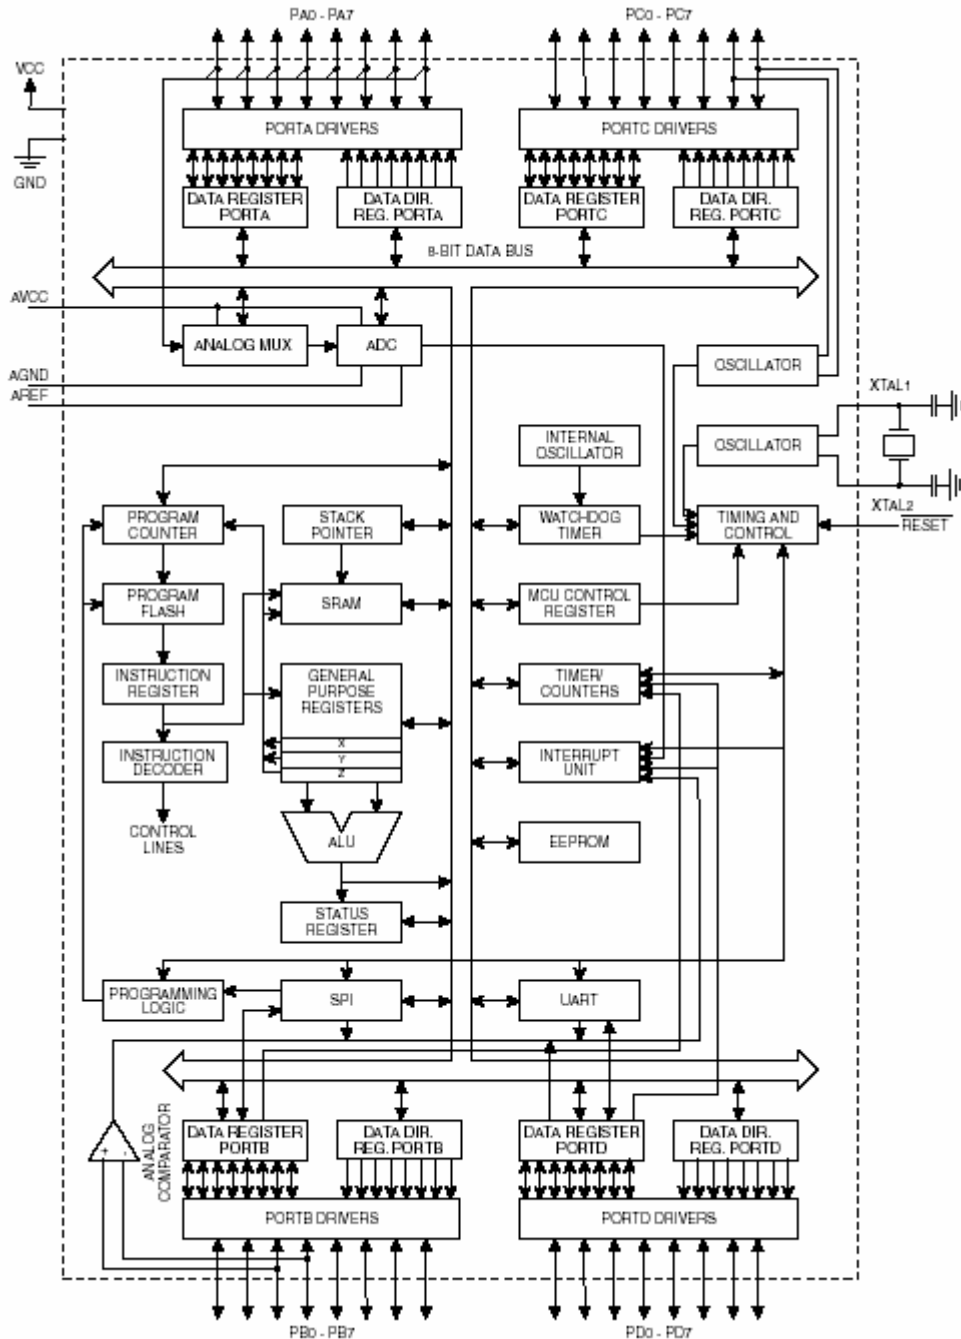 PA0 - PA7
PC0 - PC7
VCC
PORTA DRIVERS
PORTC DRIVERS
GND
DATA REGISTER
PORTA
DATA DIR.
REG. PORTA
DATA REGISTER
PORTC
DATA DIR.
REG. PORTC
8-BIT DATA BUS
AVCC
ANALOG MUX
ADC
OSCILLATOR
AGND
AREF
XTAL1
INTERNAL
OSCILLATOR
OSCILLATOR
XTAL2
RESET
PROGRAM
COUNTER
STACK
POINTER
WATCHDOG
TIMER
TIMING AND
CONTROL
PROGRAM
FLASH
SRAM
MCU CONTROL
REGISTER
INSTRUCTION
REGISTER
GENERAL
PURPOSE
REGISTERS
X
Y
Z
TIMER/
COUNTERS
INSTRUCTION
DECODER
INTERRUPT
UNIT
CONTROL
LINES
ALU
EEPROM
STATUS
REGISTER
PROGRAMMING
LOGIC
SPI
UART
ANALOG
COMPARATOR
+
-
DATA REGISTER
PORTB
DATA DIR.
REG. PORTB
DATA REGISTER
PORTD
DATA DIR.
REG. PORTD
PORTB DRIVERS
PORTD DRIVERS
PB0 - PB7
PD0 - PD7